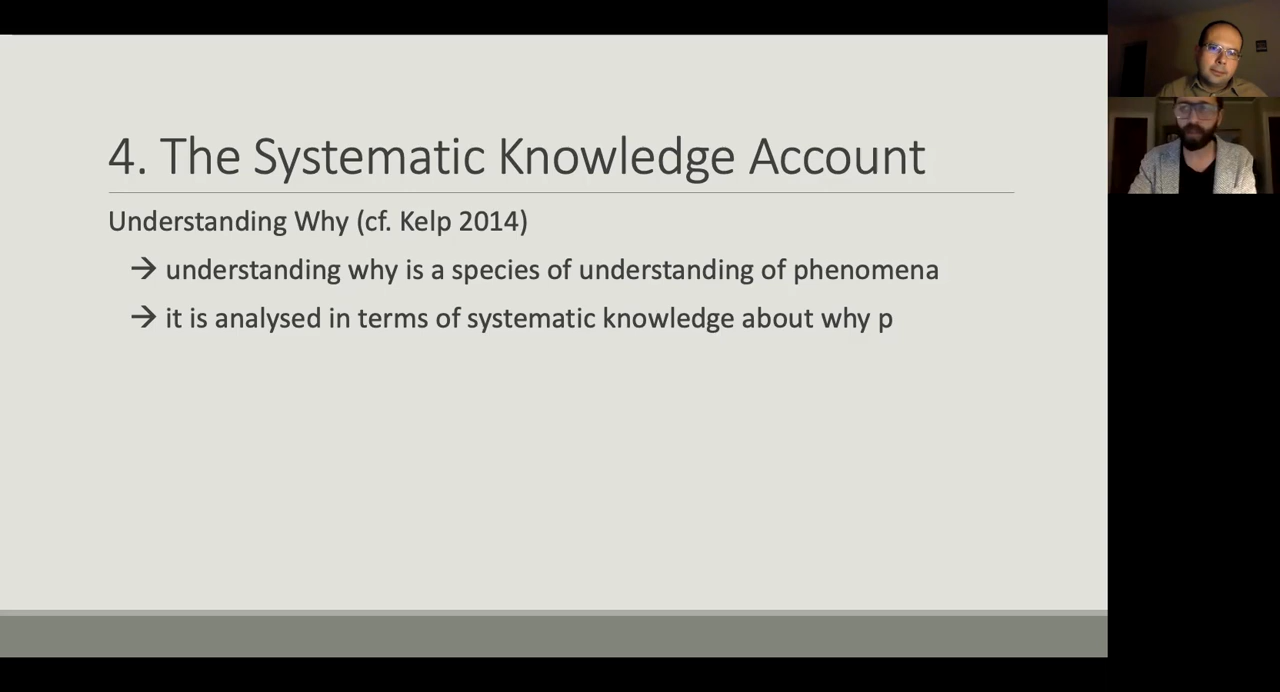 4. The Systematic Knowledge Account
Understanding Why (cf. Kelp 2014)
→ understanding why is a species of understanding of phenomena
→ it is analysed in terms of systematic knowledge about why p